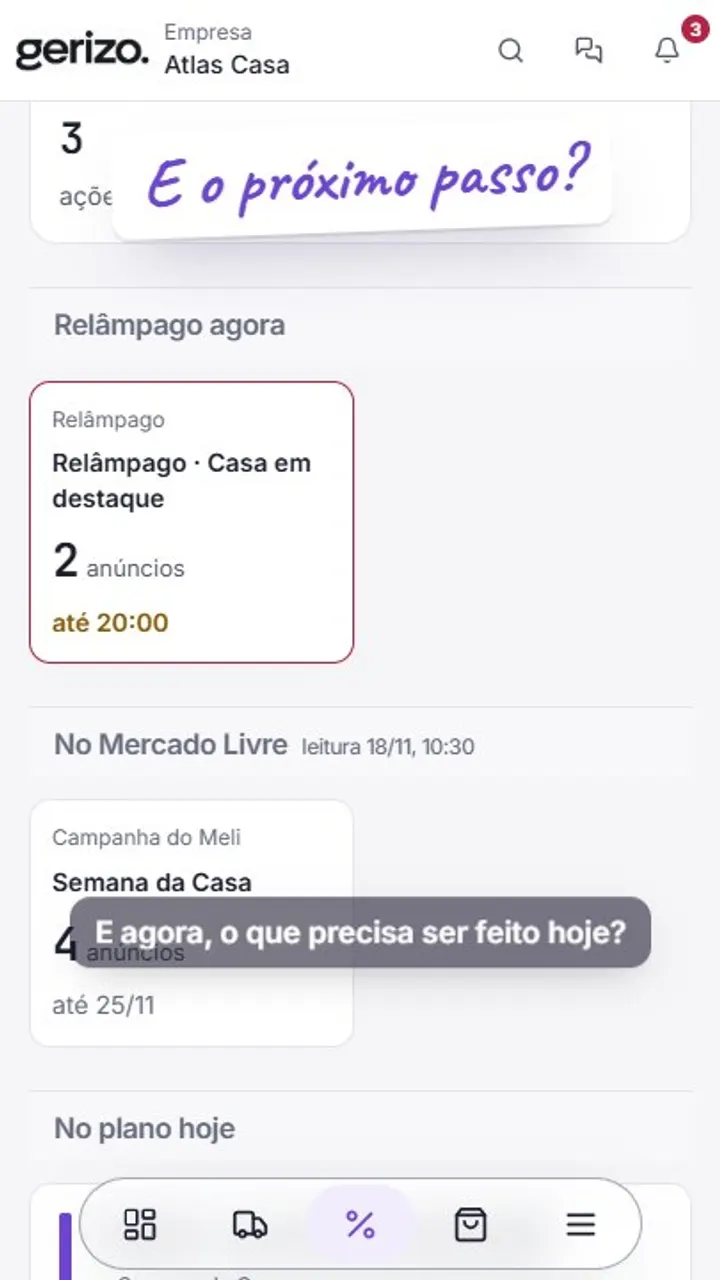 gerizo.
Empresa
Atlas Casa
3
3
E o próximo passo?
açõe
Relâmpago agora
Relâmpago
Relâmpago · Casa em
destaque
2 anúncios
até 20:00
No Mercado Livre leitura 18/11, 10:30
Campanha do Meli
Semana da Casa
E agora, o que precisa ser feito hoje?
4 anúncios
até 25/11
No plano hoje